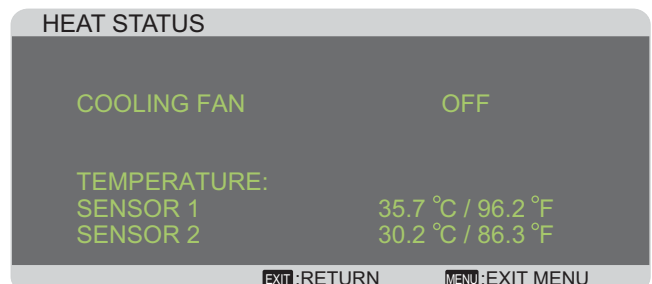 HEAT STATUS
COOLING FAN OFF
TEMPERATURE:
SENSOR 1 35.7 °C / 96.2 °F
SENSOR 2 30.2 °C / 86.3 °F
EXIT:RETURN MENU:EXIT MENU